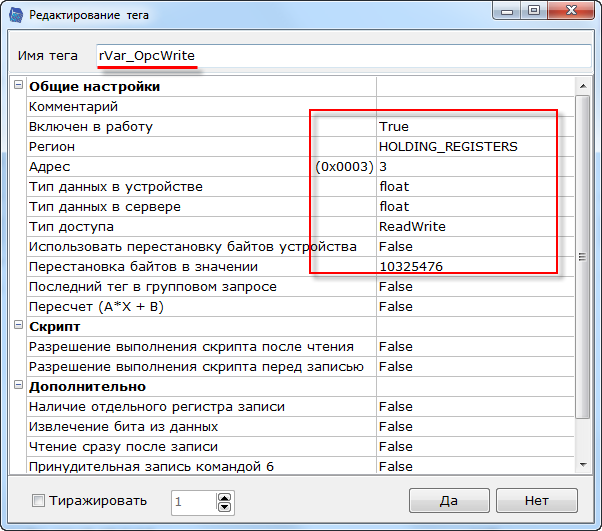 Редактирование тега
Имя тега rVar_OpcWrite
Общие настройки
Комментарий
Включен в работу True
Регион HOLDING_REGISTERS
Адрес (0x0003) 3
Тип данных в устройстве float
Тип данных в сервере float
Тип доступа ReadWrite
Использовать перестановку байтов устройства False
Перестановка байтов в значении 10325476
Последний тег в групповом запросе False
Пересчет (A*X + B) False
Скрипт
Разрешение выполнения скрипта после чтения False
Разрешение выполнения скрипта перед записью False
Дополнительно
Наличие отдельного регистра записи False
Извлечение бита из данных False
Чтение сразу после записи False
Принудительная запись командой 6 False
Тиражировать 1 Да Нет